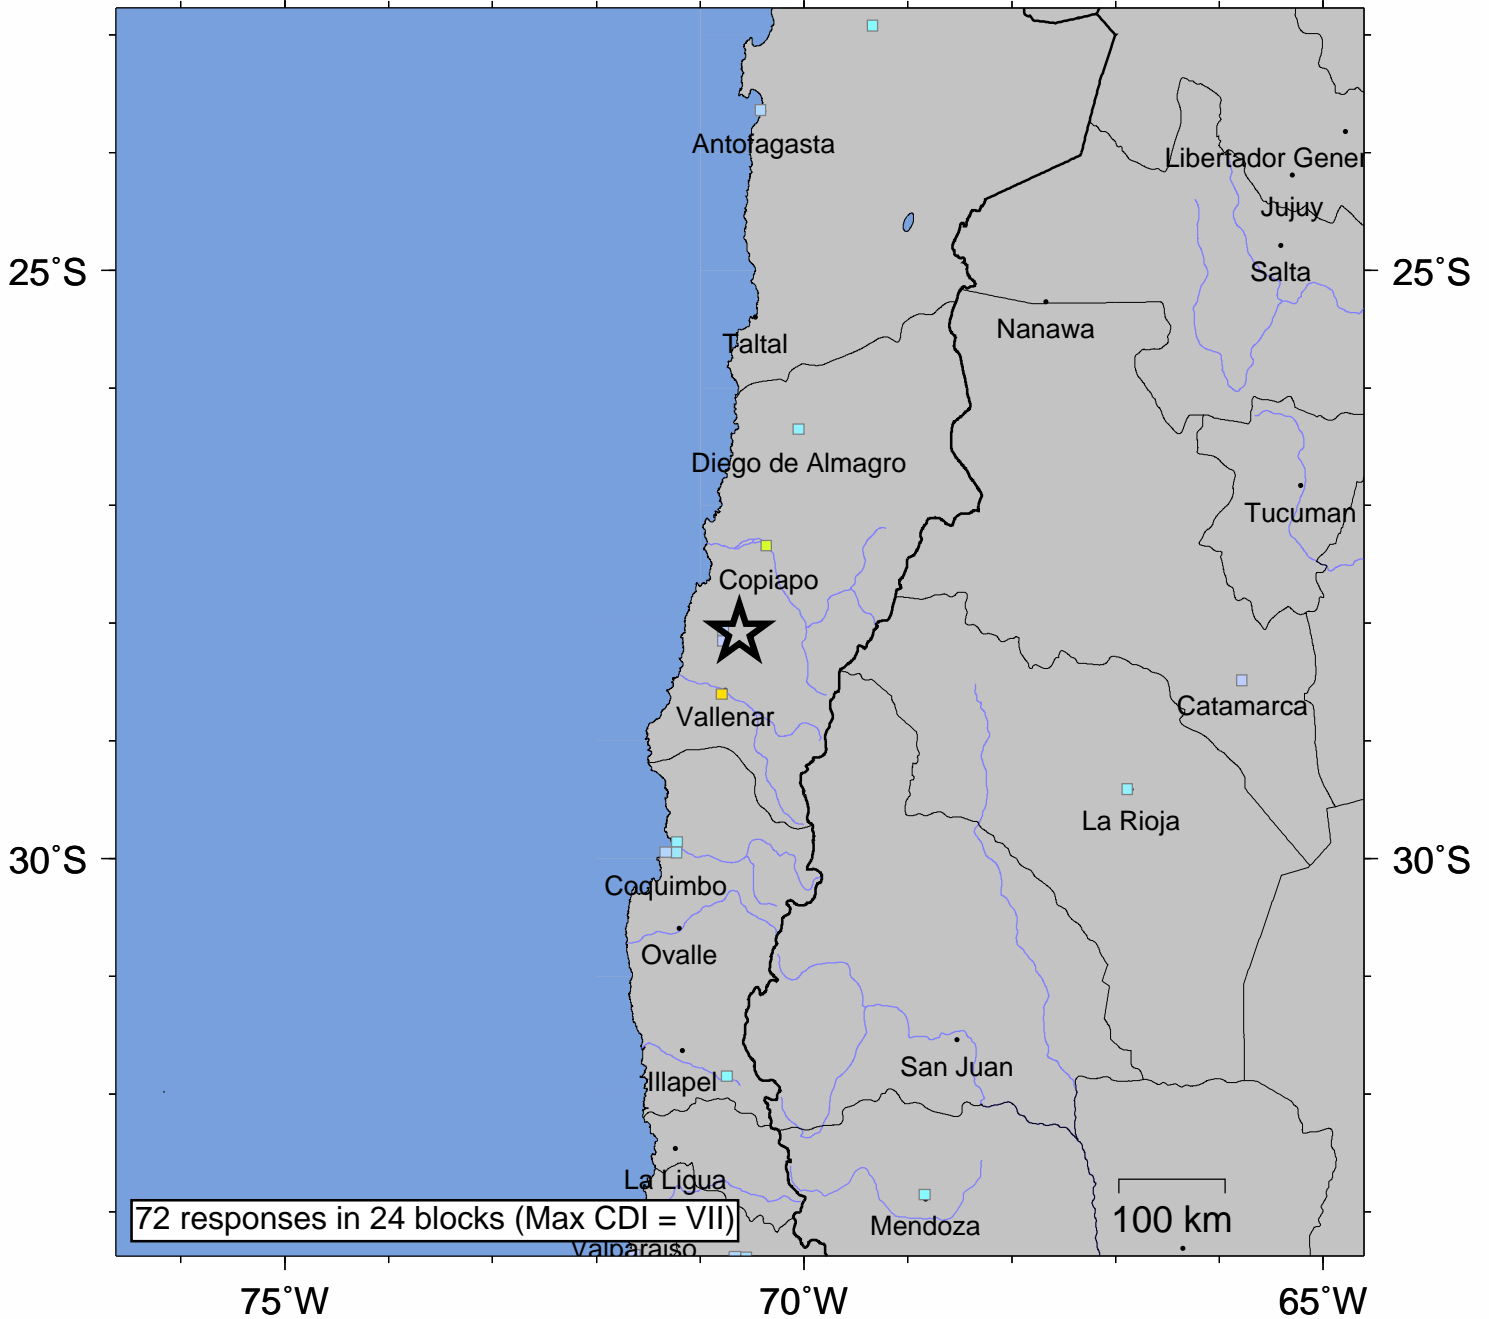 Antofagasta
Libertador Gener
Jujuy
25°S
Salta
25°S
Nanawa
Taltal
Diego de Almagro
Tucuman
Copiapo
Catamarca
Vallenar
La Rioja
30°S
30°S
Coquimbo
Ovalle
San Juan
Illapel
La Ligua
72 responses in 24 blocks (Max CDI = VII)
100 km
Mendoza
Valparaiso
75°W
70°W
65°W